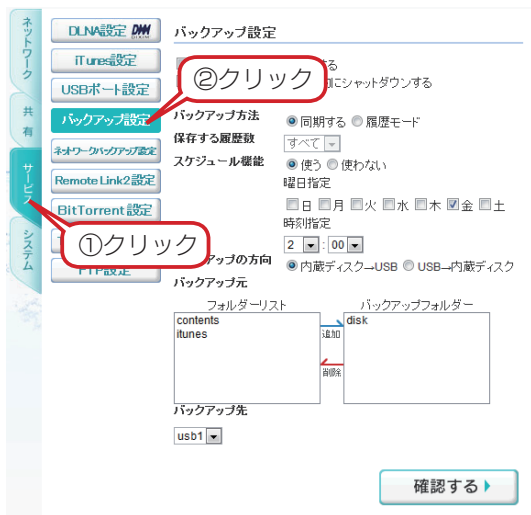 ネットワーク
共有
サービス
システム
DLNA設定
iTunes設定
USBポート設定
バックアップ設定
ネットワークバックアップ設定
Remote Link2設定
BitTorrent設定
FTP設定
①クリック
②クリック
バックアップ設定
する
にシャットダウンする
バックアップ方法
同期する 履歴モード
保存する履歴数
すべて
スケジュール機能
使う 使わない
曜日指定
日 月 火 水 木 金 土
時刻指定
2 : 00
アップの方向
内蔵ディスク→USB USB→内蔵ディスク
バックアップ元
フォルダーリスト バックアップフォルダー
contents
itunes
追加
削除
disk
バックアップ先
usb1
確認する